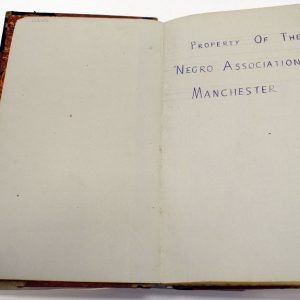 PROPERTY OF THE
NEGRO ASSOCIATION
MANCHESTER